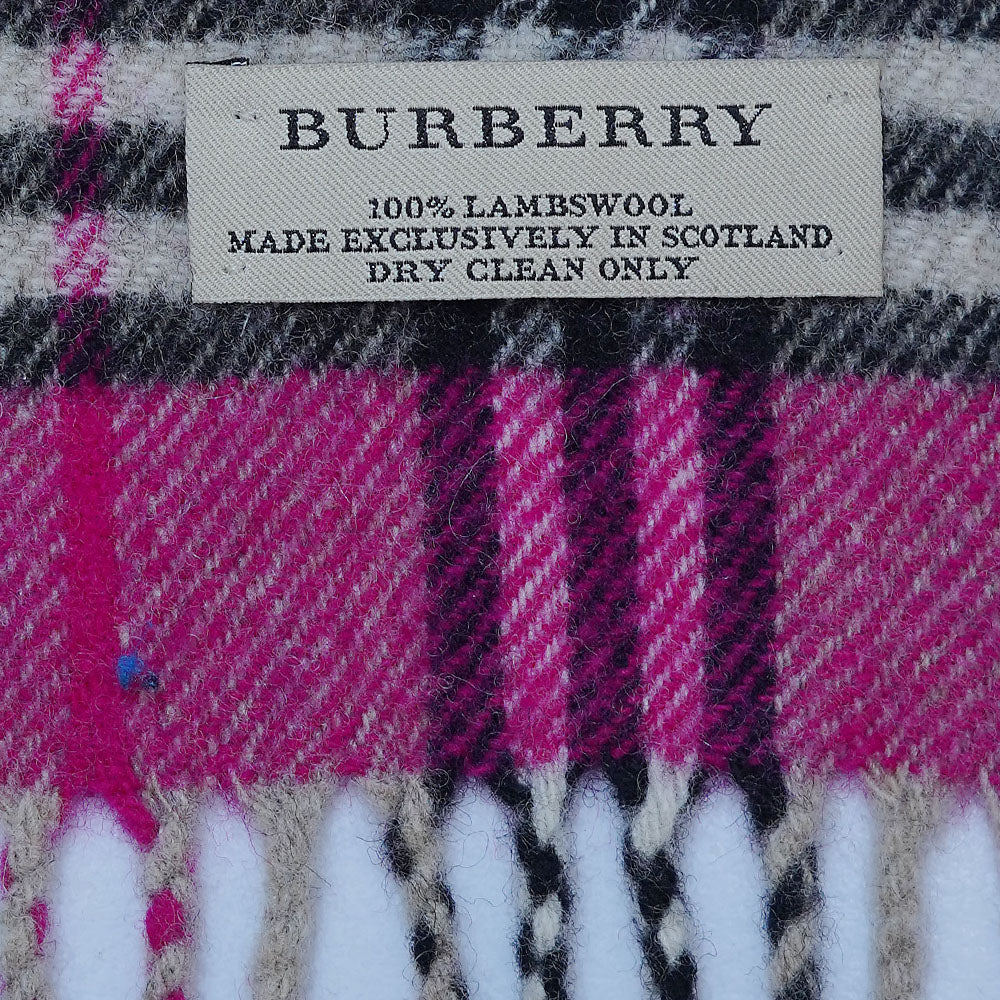 BURBERRY
100% LAMBSWOOL
MADE EXCLUSIVELY IN SCOTLAND
DRY CLEAN ONLY